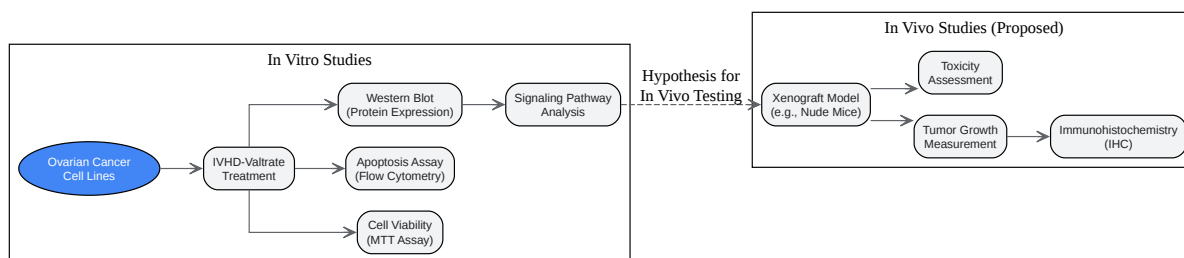 In Vitro Studies
Ovarian Cancer
Cell Lines
IVHD-Valtrate
Treatment
Western Blot
(Protein Expression)
Signaling Pathway
Analysis
Apoptosis Assay
(Flow Cytometry)
Cell Viability
(MTT Assay)
Hypothesis for
In Vivo Testing
In Vivo Studies (Proposed)
Xenograft Model
(e.g., Nude Mice)
Toxicity
Assessment
Tumor Growth
Measurement
Immunohistochemistry
(IHC)